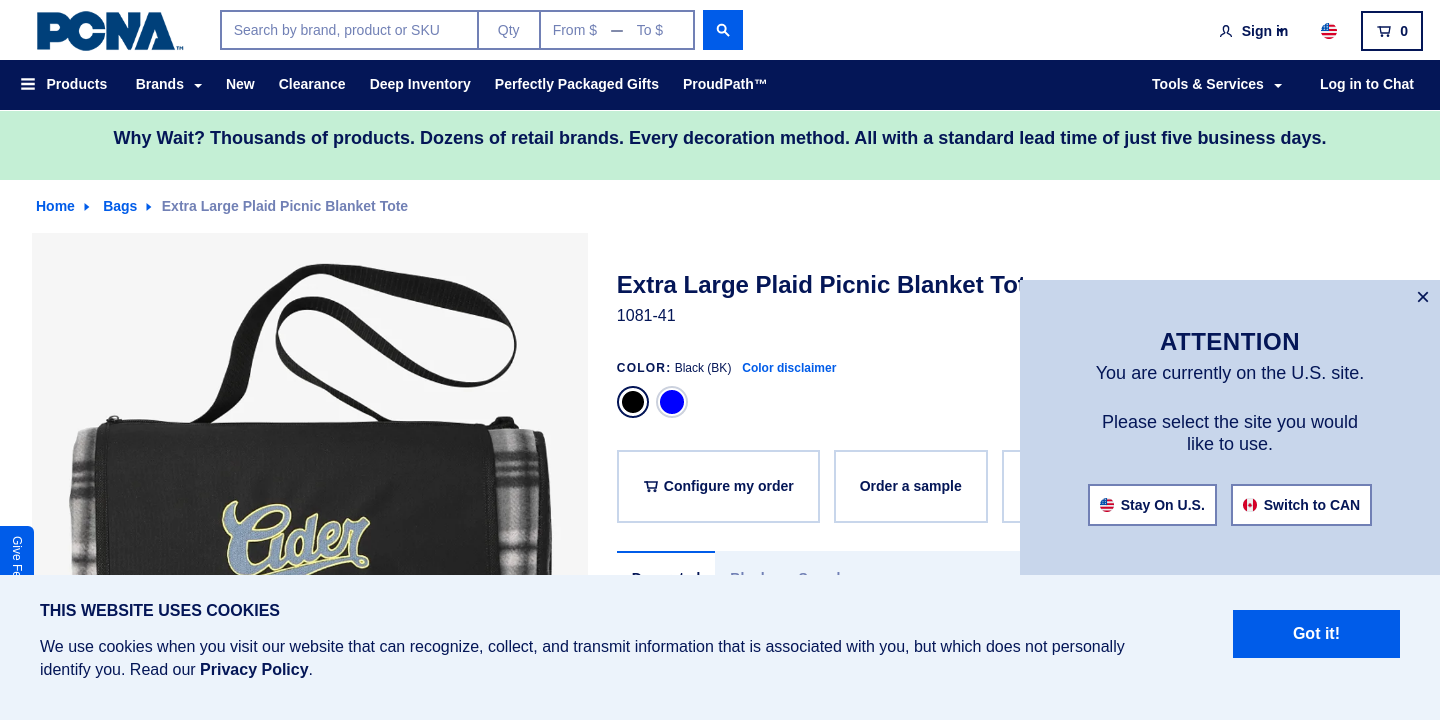 PCNA™
Search by brand, product or SKU
Qty
From $
To $
Sign in
0
Products
Brands
New
Clearance
Deep Inventory
Perfectly Packaged Gifts
ProudPath™
Tools & Services
Log in to Chat
Why Wait? Thousands of products. Dozens of retail brands. Every decoration method. All with a standard lead time of just five business days.
Home
Bags
Extra Large Plaid Picnic Blanket Tote
Extra Large Plaid Picnic Blanket Tot
1081-41
COLOR: Black (BK) Color disclaimer
Configure my order
Order a sample
Cider
×
ATTENTION
You are currently on the U.S. site.
Please select the site you would
like to use.
Stay On U.S.
Switch to CAN
Give Fe
THIS WEBSITE USES COOKIES
We use cookies when you visit our website that can recognize, collect, and transmit information that is associated with you, but which does not personally
identify you. Read our Privacy Policy.
Got it!